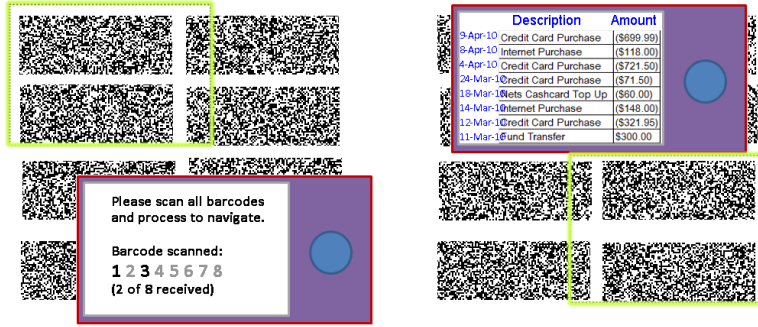 Please scan all barcodes
and process to navigate.
Barcode scanned:
1 2 3 4 5 6 7 8
(2 of 8 received)
Description Amount
9-Apr-10 Credit Card Purchase ($699.99)
8-Apr-10 Internet Purchase ($118.00)
4-Apr-10 Credit Card Purchase ($721.50)
24-Mar-10 Credit Card Purchase ($71.50)
18-Mar-10 Nets Cashcard Top Up ($60.00)
14-Mar-10 Internet Purchase ($148.00)
12-Mar-10 Credit Card Purchase ($321.95)
11-Mar-10 Fund Transfer $300.00